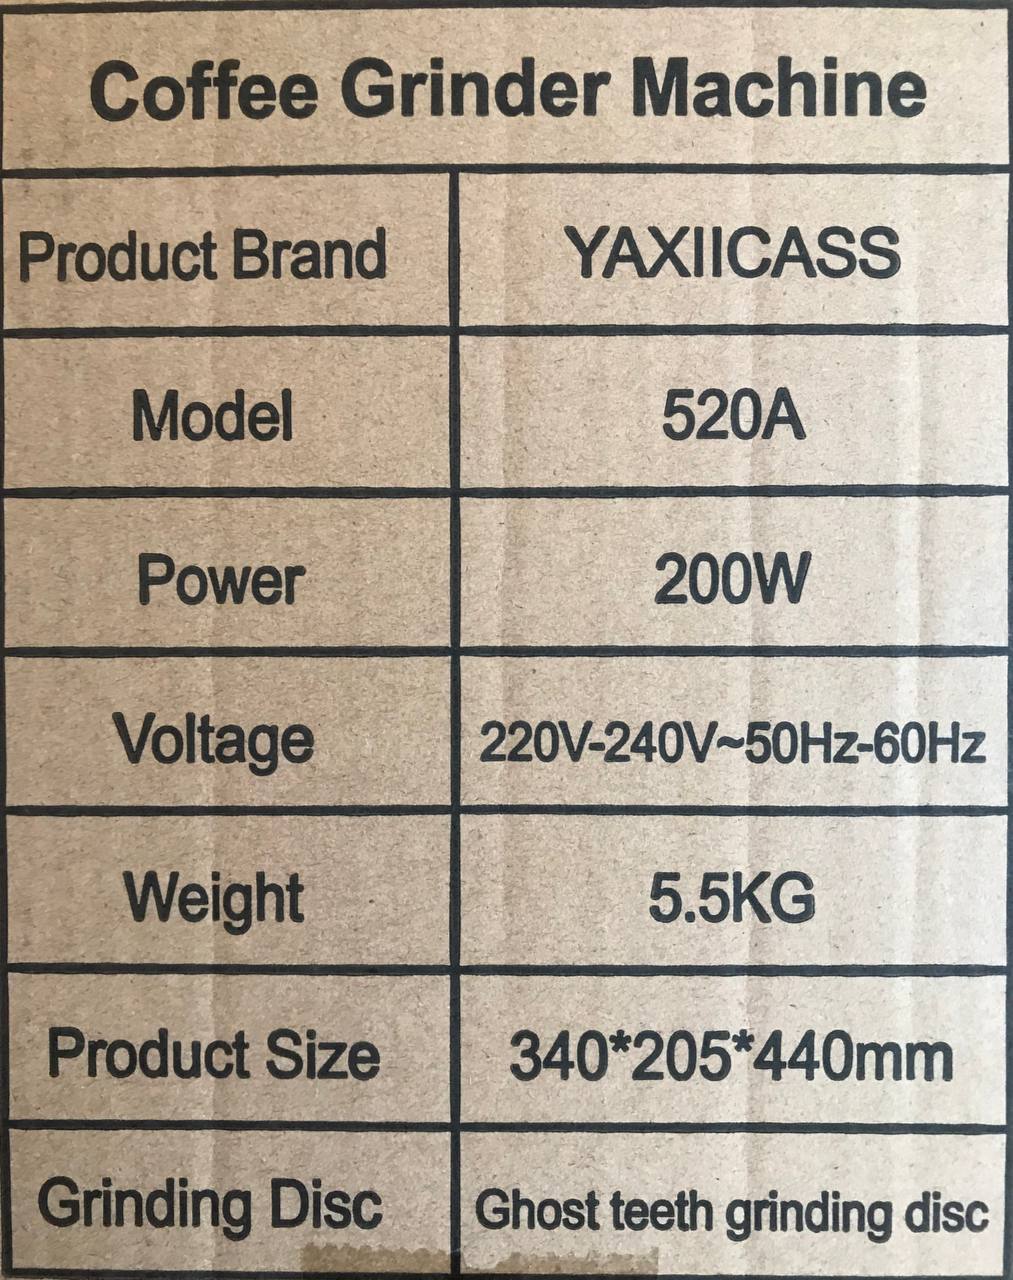 Coffee Grinder Machine
Product Brand YAXIICASS
Model 520A
Power 200W
Voltage 220V-240V~50Hz-60Hz
Weight 5.5KG
Product Size 340*205*440mm
Grinding Disc Ghost teeth grinding disc